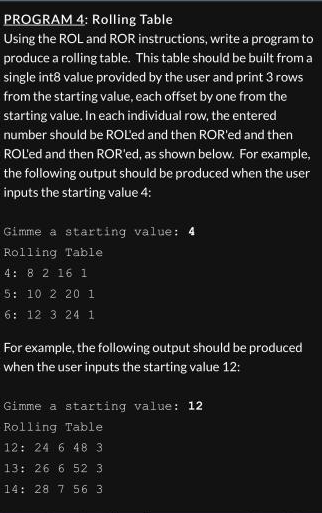 PROGRAM 4: Rolling Table
Using the ROL and ROR instructions, write a program to
produce a rolling table. This table should be built from a
single int8 value provided by the user and print 3 rows
from the starting value, each offset by one from the
starting value. In each individual row, the entered
number should be ROL'ed and then ROR'ed and then
ROL'ed and then ROR'ed, as shown below. For example,
the following output should be produced when the user
inputs the starting value 4:
Gimme a starting value: 4
Rolling Table
4: 8 2 16 1
5: 10 2 20 1
6: 12 3 24 1
For example, the following output should be produced
when the user inputs the starting value 12:
Gimme a starting value: 12
Rolling Table
12: 24 6 48 3
13: 26 6 52 3
14: 28 7 56 3